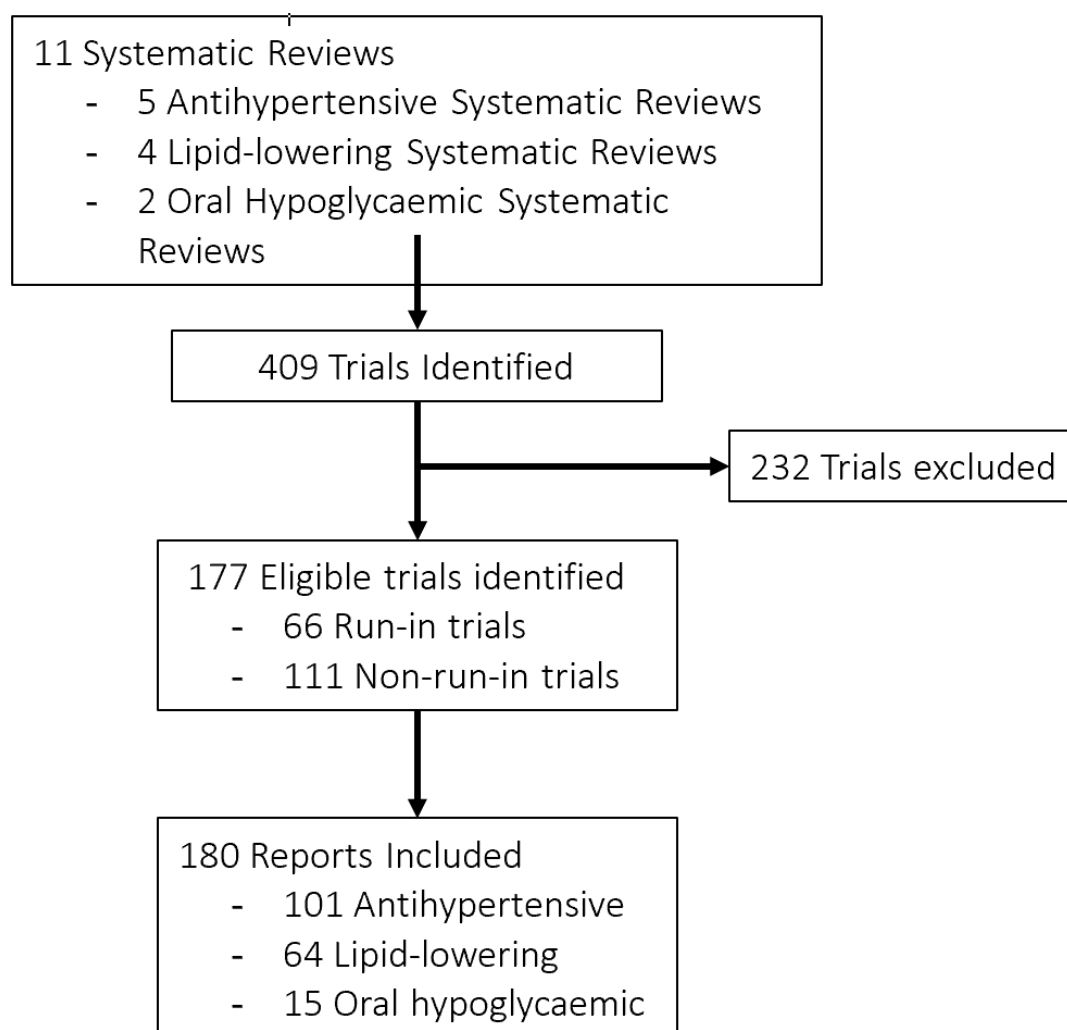 11 Systematic Reviews
- 5 Antihypertensive Systematic Reviews
- 4 Lipid-lowering Systematic Reviews
- 2 Oral Hypoglycaemic Systematic
Reviews
409 Trials Identified
232 Trials excluded
177 Eligible trials identified
- 66 Run-in trials
- 111 Non-run-in trials
180 Reports Included
- 101 Antihypertensive
- 64 Lipid-lowering
- 15 Oral hypoglycaemic